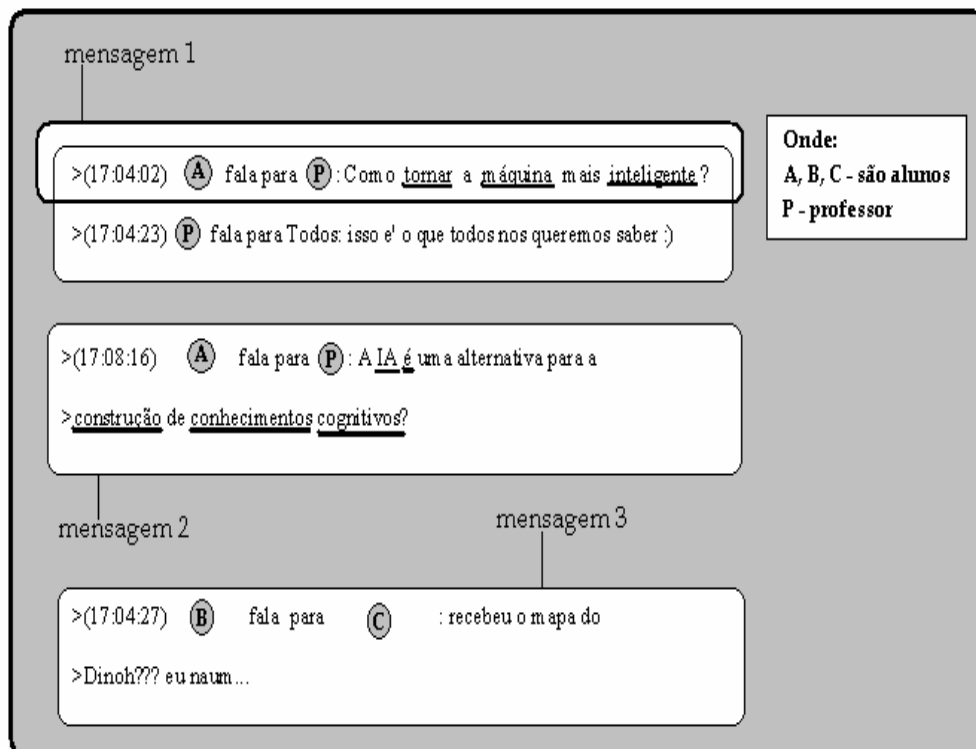 mensagem 1
>(17:04:02) A fala para P : Como tornar a máquina mais inteligente ?
>(17:04:23) P fala para Todos: isso e' o que todos nos queremos saber :)
Onde:
A, B, C - são alunos
P - professor
>(17:08:16) A fala para P : A IA é uma alternativa para a
>construção de conhecimentos cognitivos?
mensagem 2
mensagem 3
>(17:04:27) B fala para C : recebeu o mapa do
>Dinoh??? eu naum...